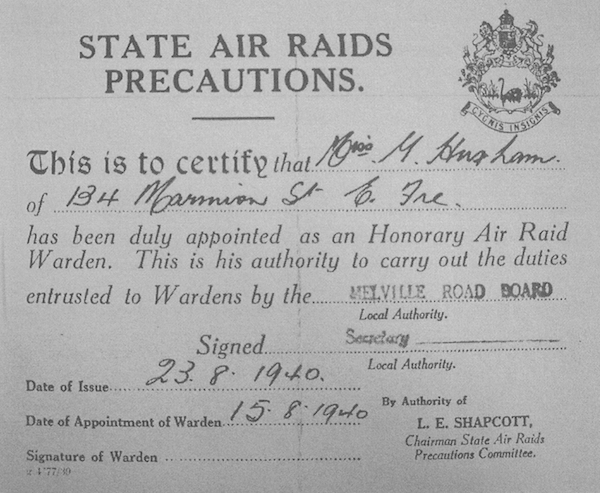 STATE AIR RAIDS
PRECAUTIONS.
CYGNIS INSIGNIS
This is to certify that Miss. M. Huxham.
of 134 Marmion St E. Fre.
has been duly appointed as an Honorary Air Raid
Warden. This is his authority to carry out the duties
entrusted to Wardens by the MELVILLE ROAD BOARD
Local Authority.
Signed Secretary
Local Authority.
Date of Issue 23. 8. 1940.
Date of Appointment of Warden 15. 8. 1940
Signature of Warden
By Authority of
L. E. SHAPCOTT,
Chairman State Air Raids
Precautions Committee.